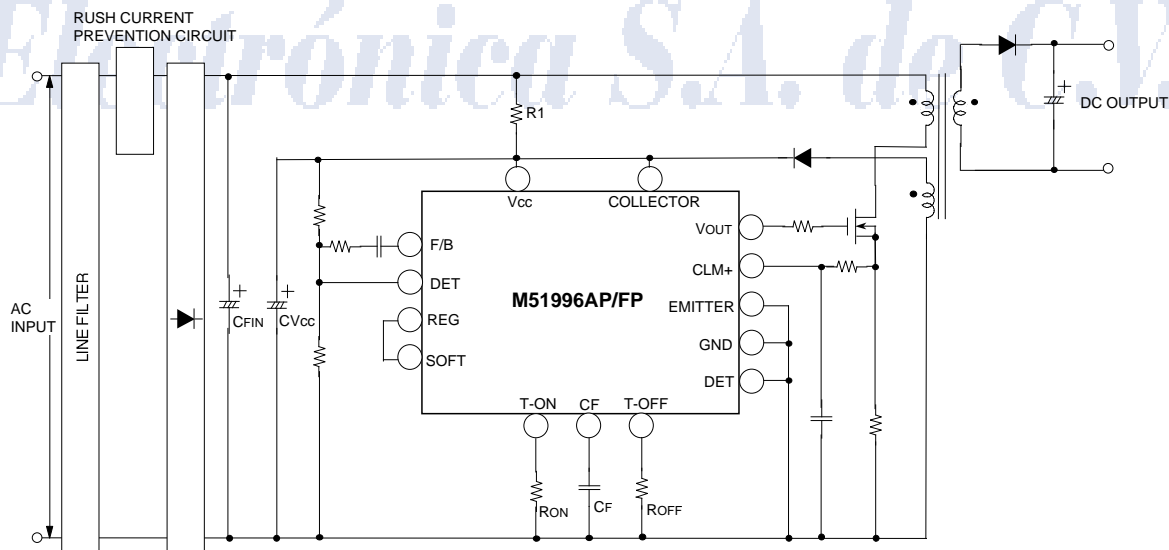 Electrónica S.A. de C.V.
RUSH CURRENT
PREVENTION CIRCUIT
R1
DC OUTPUT
Vcc
COLLECTOR
VOUT
F/B
CLM+
DET
M51996AP/FP
EMITTER
AC
INPUT
LINE FILTER
CFIN
CVcc
REG
GND
SOFT
DET
T-ON
CF
T-OFF
RON
CF
ROFF
+
+
+